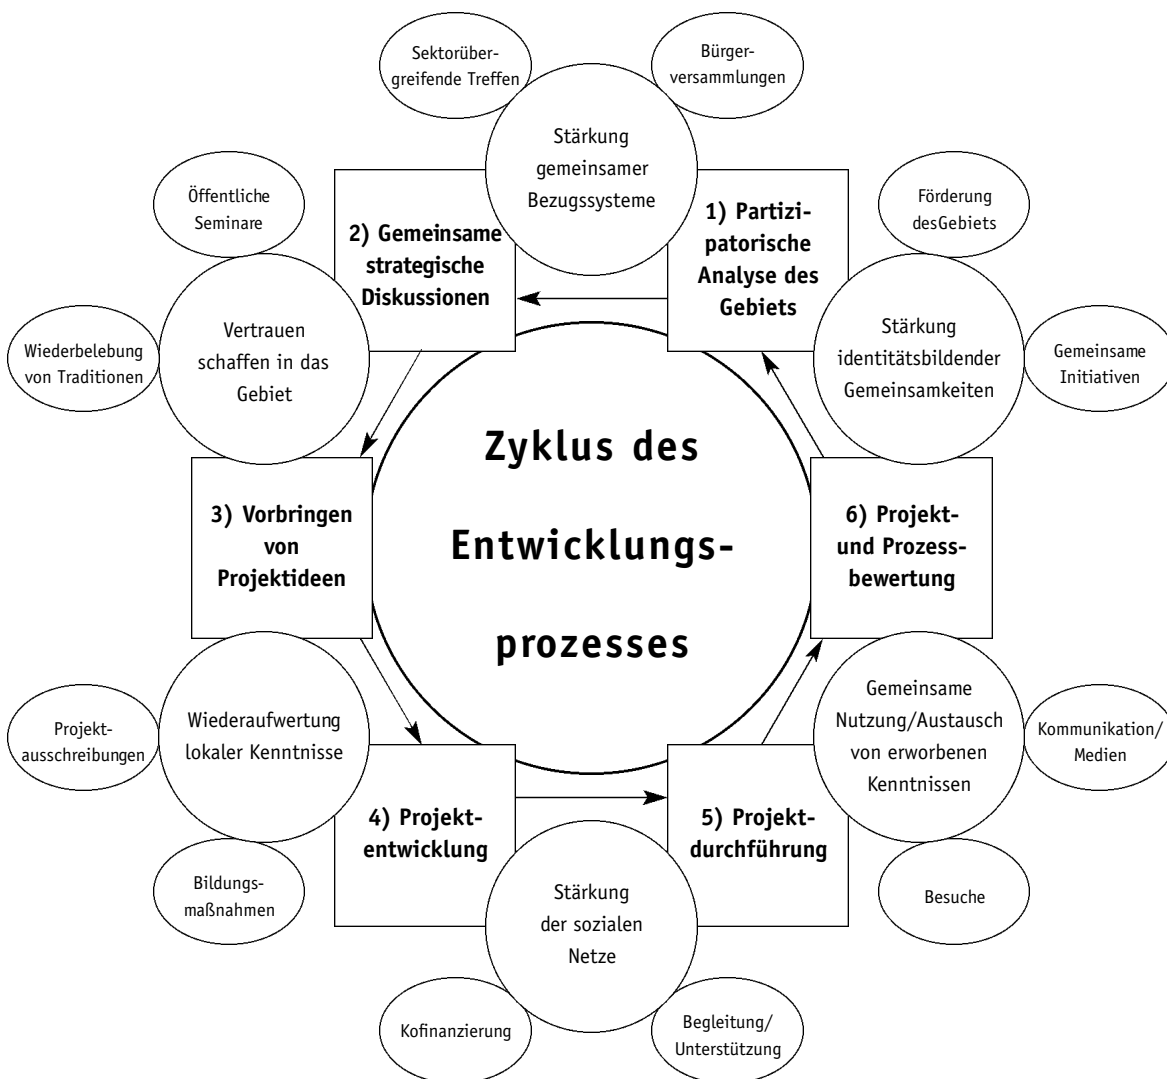 Sektorüber-
greifende Treffen
Bürger-
versammlungen
Stärkung
gemeinsamer
Bezugssysteme
Öffentliche
Seminare
2) Gemeinsame
strategische
Diskussionen
1) Partizi-
patorische
Analyse des
Gebiets
Förderung
desGebiets
Wiederbelebung
von Traditionen
Vertrauen
schaffen in das
Gebiet
Stärkung
identitätsbildender
Gemeinsamkeiten
Gemeinsame
Initiativen
Zyklus des
Entwicklungs-
prozesses
3) Vorbringen
von
Projektideen
6) Projekt-
und Prozess-
bewertung
Projekt-
ausschreibungen
Wiederaufwertung
lokaler Kenntnisse
Gemeinsame
Nutzung/Austausch
von erworbenen
Kenntnissen
Kommunikation/
Medien
4) Projekt-
entwicklung
5) Projekt-
durchführung
Bildungs-
maßnahmen
Stärkung
der sozialen
Netze
Besuche
Kofinanzierung
Begleitung/
Unterstützung